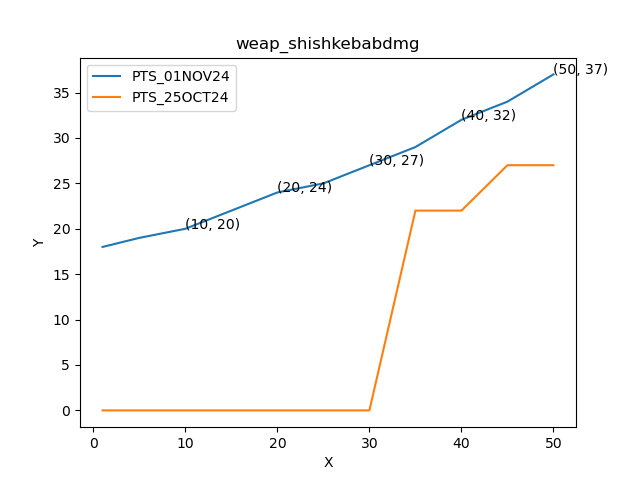 weap_shishkebabdmg
PTS_01NOV24
PTS_25OCT24
(50, 37)
(40, 32)
(30, 27)
(20, 24)
(10, 20)
35
30
25
20
15
10
5
0
Y
0 10 20 30 40 50
X